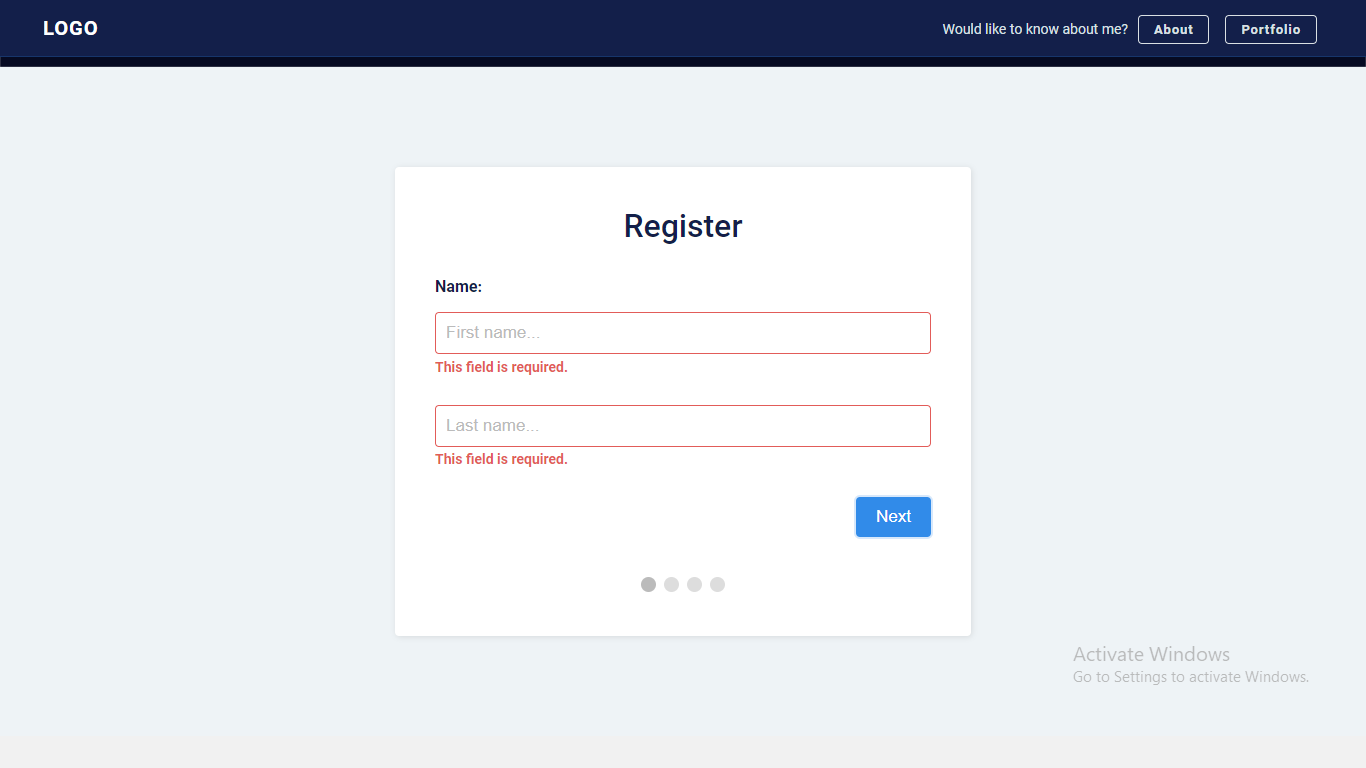 LOGO
Would like to know about me? About Portfolio
Register
Name:
First name...
This field is required.
Last name...
This field is required.
Next
Activate Windows
Go to Settings to activate Windows.